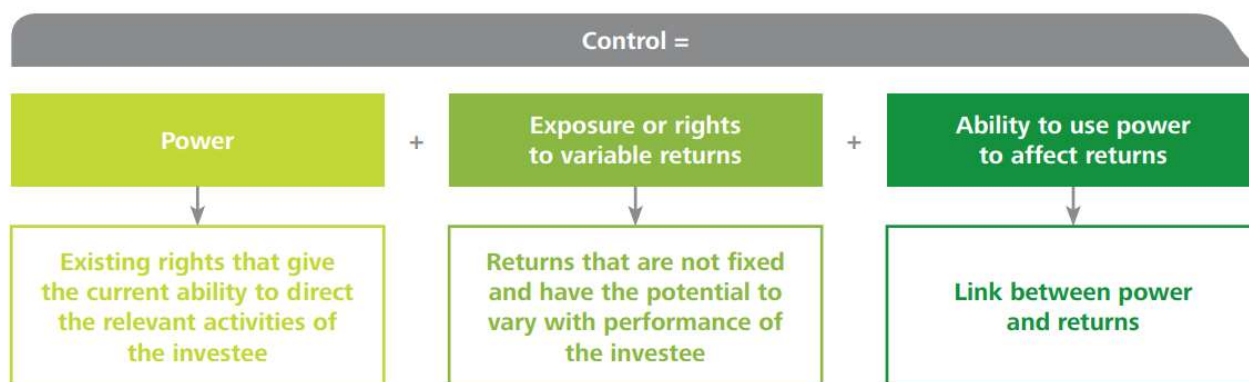 Control =
Power
+
Exposure or rights
to variable returns
+
Ability to use power
to affect returns
Existing rights that give
the current ability to direct
the relevant activities of
the investee
Returns that are not fixed
and have the potential to
vary with performance of
the investee
Link between power
and returns